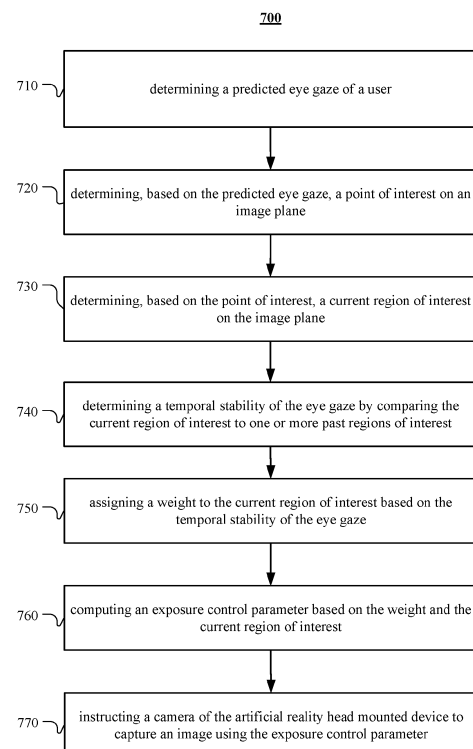 700
710
determining a predicted eye gaze of a user
720
determining, based on the predicted eye gaze, a point of interest on an
image plane
730
determining, based on the point of interest, a current region of interest
on the image plane
740
determining a temporal stability of the eye gaze by comparing the
current region of interest to one or more past regions of interest
750
assigning a weight to the current region of interest based on the
temporal stability of the eye gaze
760
computing an exposure control parameter based on the weight and the
current region of interest
770
instructing a camera of the artificial reality head mounted device to
capture an image using the exposure control parameter